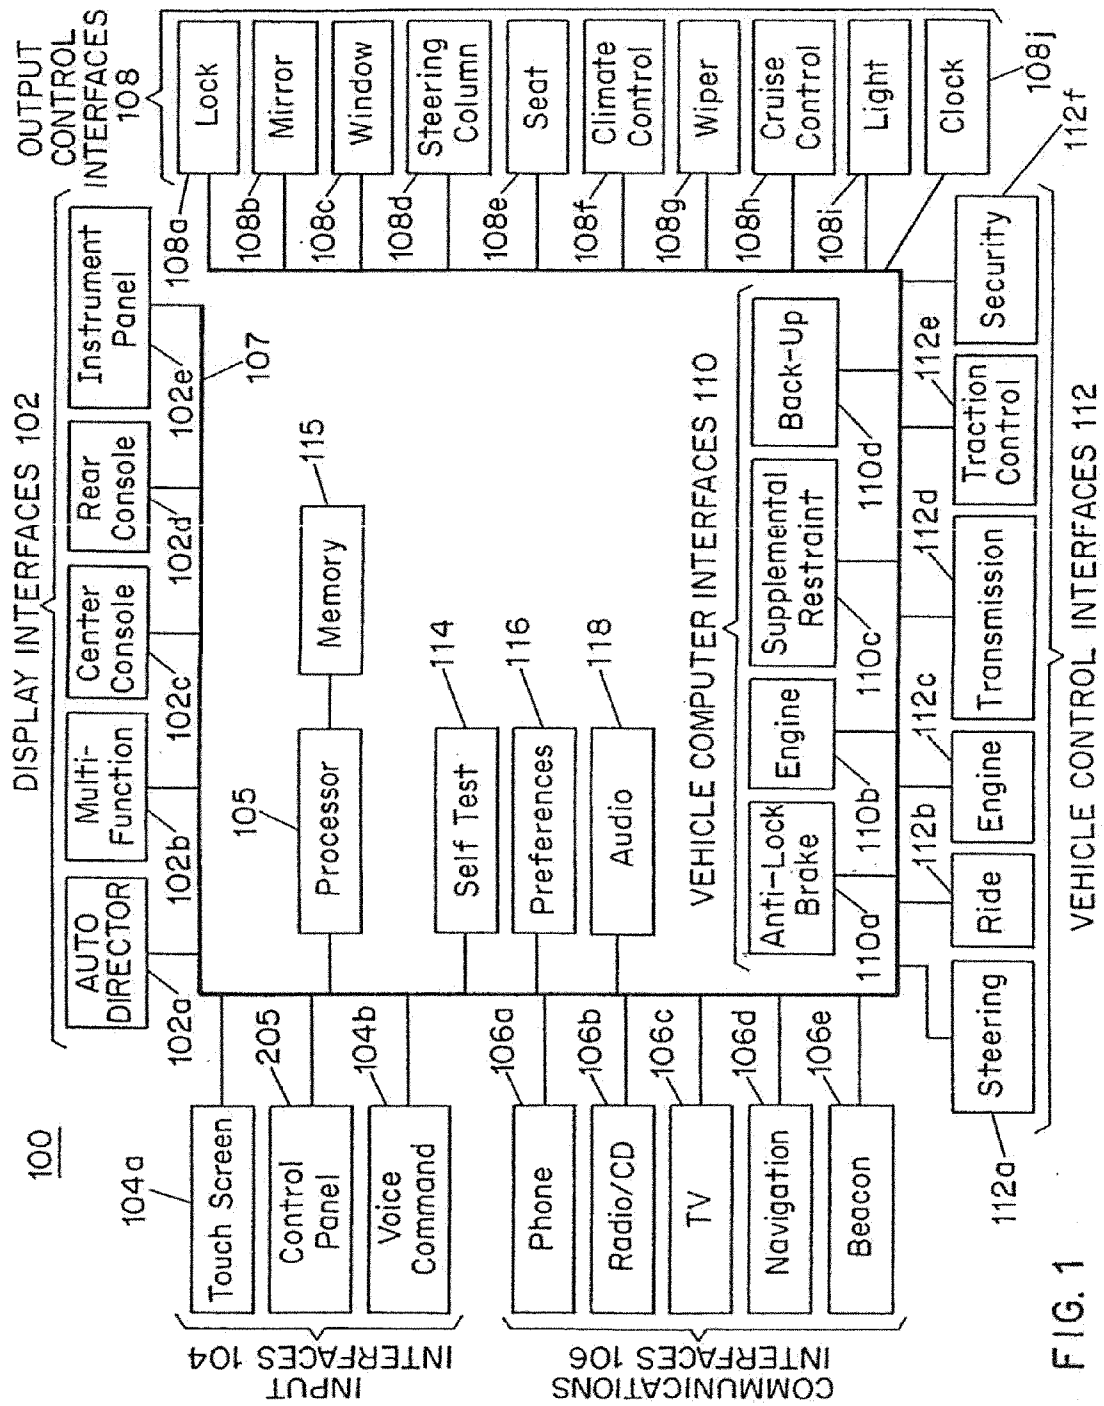 100
DISPLAY INTERFACES 102
AUTO
DIRECTOR
Multi-
Function
Center
Console
Rear
Console
Instrument
Panel
102a
102b
102c
102d
102e
OUTPUT
CONTROL
INTERFACES
108
Lock
Mirror
Window
Steering
Column
Seat
Climate
Control
Wiper
Cruise
Control
Light
Clock
108a
108b
108c
108d
108e
108f
108g
108h
108i
108j
INPUT
INTERFACES 104
104a
Touch Screen
Control
Panel
205
Voice
Command
104b
COMMUNICATIONS
INTERFACES 106
Phone
106a
Radio/CD
106b
TV
106c
Navigation
106d
Beacon
106e
107
105
Processor
Memory
115
Self Test
114
Preferences
116
Audio
118
VEHICLE COMPUTER INTERFACES 110
Anti-Lock
Brake
Engine
Supplemental
Restraint
Back-Up
110a
110b
110c
110d
112a
112b
112c
112d
112e
112f
Steering
Ride
Engine
Transmission
Traction
Control
Security
VEHICLE CONTROL INTERFACES 112
FIG. 1